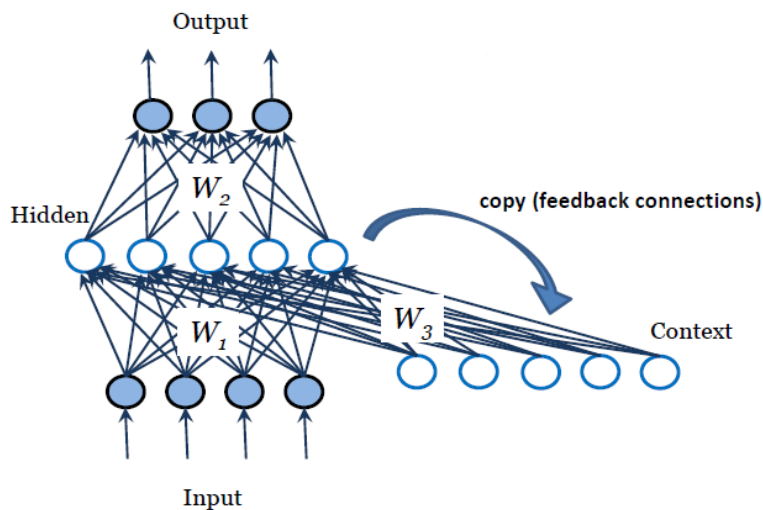 Output
W2
copy (feedback connections)
Hidden
W1
W3
Context
Input